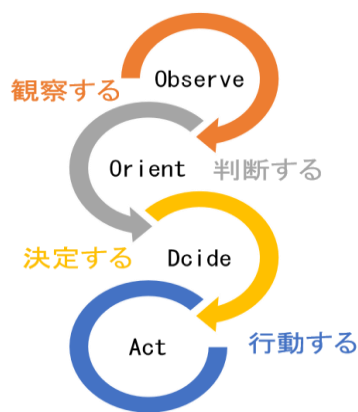 Observe
観察する
Orient 判断する
決定する Dcide
Act 行動する